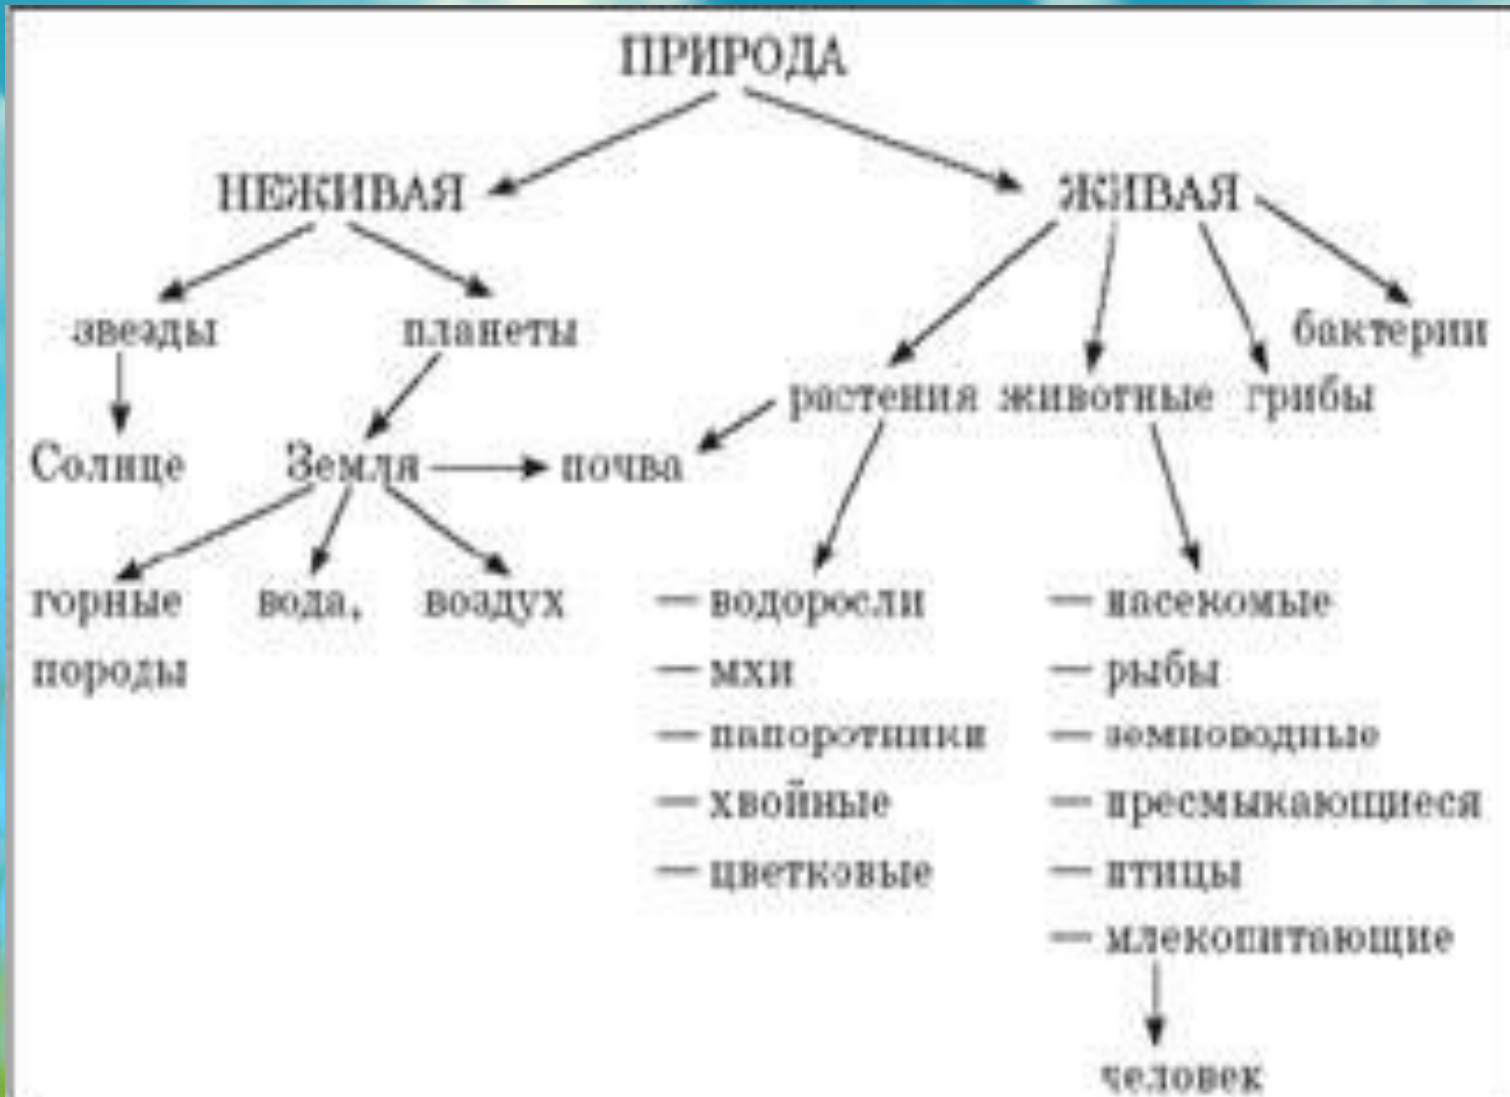 ПРИРОДА
НЕЖИВАЯ ЖИВАЯ
звезды планеты бактерии
растения животные грибы
Солнце Земля почва
горные вода, воздух — водоросли — насекомые
породы — мхи — рыбы
— папоротники — земноводные
— хвойные — пресмыкающиеся
— цветковые — птицы
— млекопитающие
человек